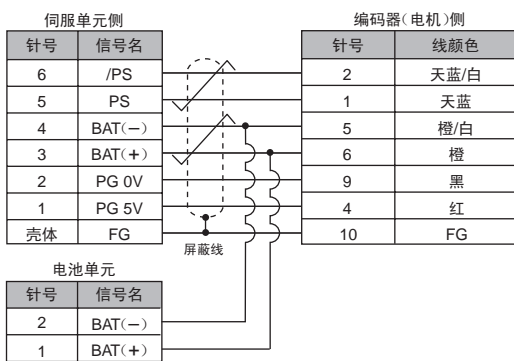 伺服单元侧
编码器（电机）侧
针号 信号名 针号 线颜色
6 /PS 2 天蓝/白
5 PS 1 天蓝
4 BAT(−) 5 橙/白
3 BAT(+) 6 橙
2 PG 0V 9 黑
1 PG 5V 4 红
壳体 FG 10 FG
屏蔽线
电池单元
针号 信号名
2 BAT(−)
1 BAT(+)